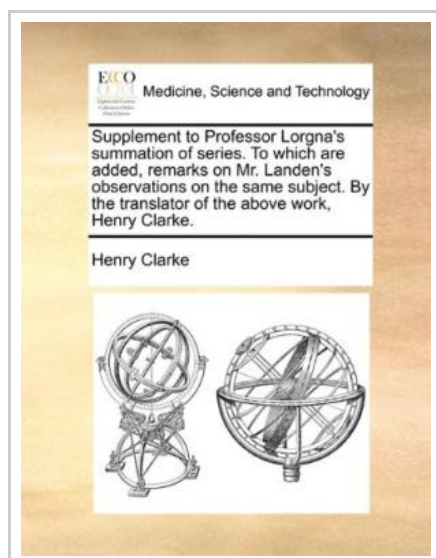 ECCO
Medicine, Science and Technology
Supplement to Professor Lorgna's
summation of series. To which are
added, remarks on Mr. Landen's
observations on the same subject. By
the translator of the above work,
Henry Clarke.
Henry Clarke